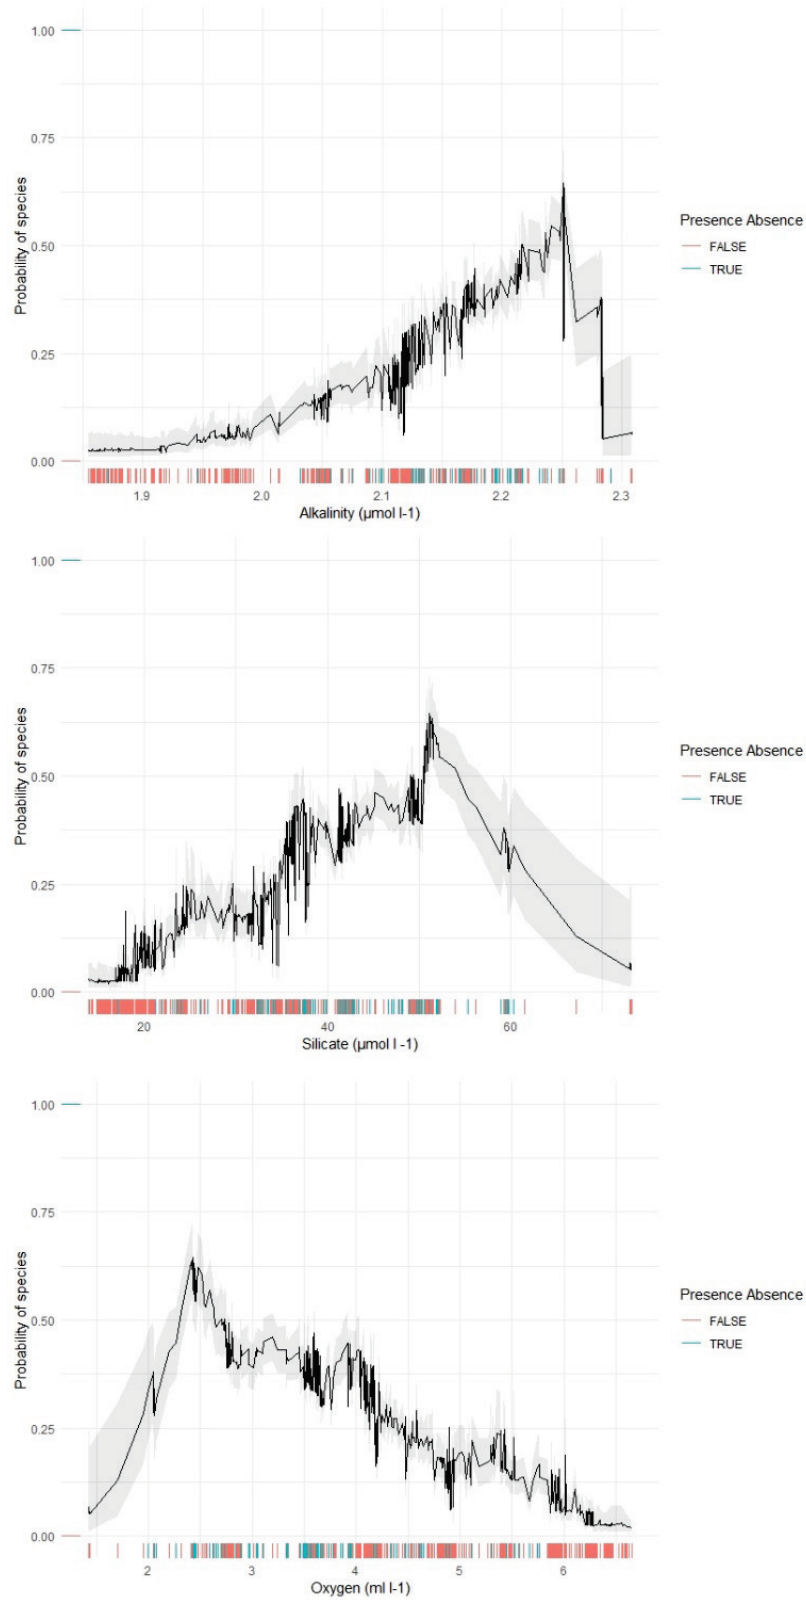 1.00
0.75
0.50
0.25
0.00
Probability of species
1.9 2.0 2.1 2.2 2.3
Alkalinity (µmol l-1)
Presence Absence
FALSE
TRUE
1.00
0.75
0.50
0.25
0.00
Probability of species
20 40 60
Silicate (µmol l -1)
Presence Absence
FALSE
TRUE
1.00
0.75
0.50
0.25
0.00
Probability of species
2 3 4 5 6
Oxygen (ml l-1)
Presence Absence
FALSE
TRUE